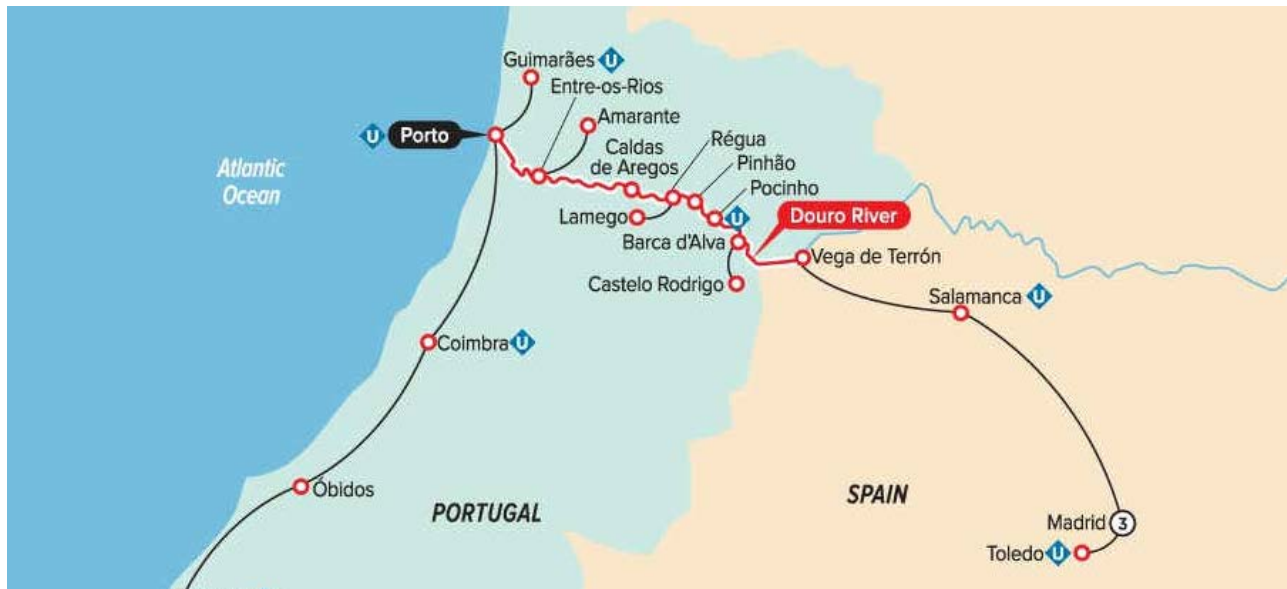 Guimarães U
Entre-os-Rios
U Porto
Amarante
Régua
Caldas
de Aregos
Pinhão
Atlantic
Ocean
Pocinho
U
Lamego
Douro River
Barca d'Alva
Vega de Terrón
Castelo Rodrigo
Salamanca U
Coimbra U
Óbidos
SPAIN
PORTUGAL
Madrid 3
Toledo U